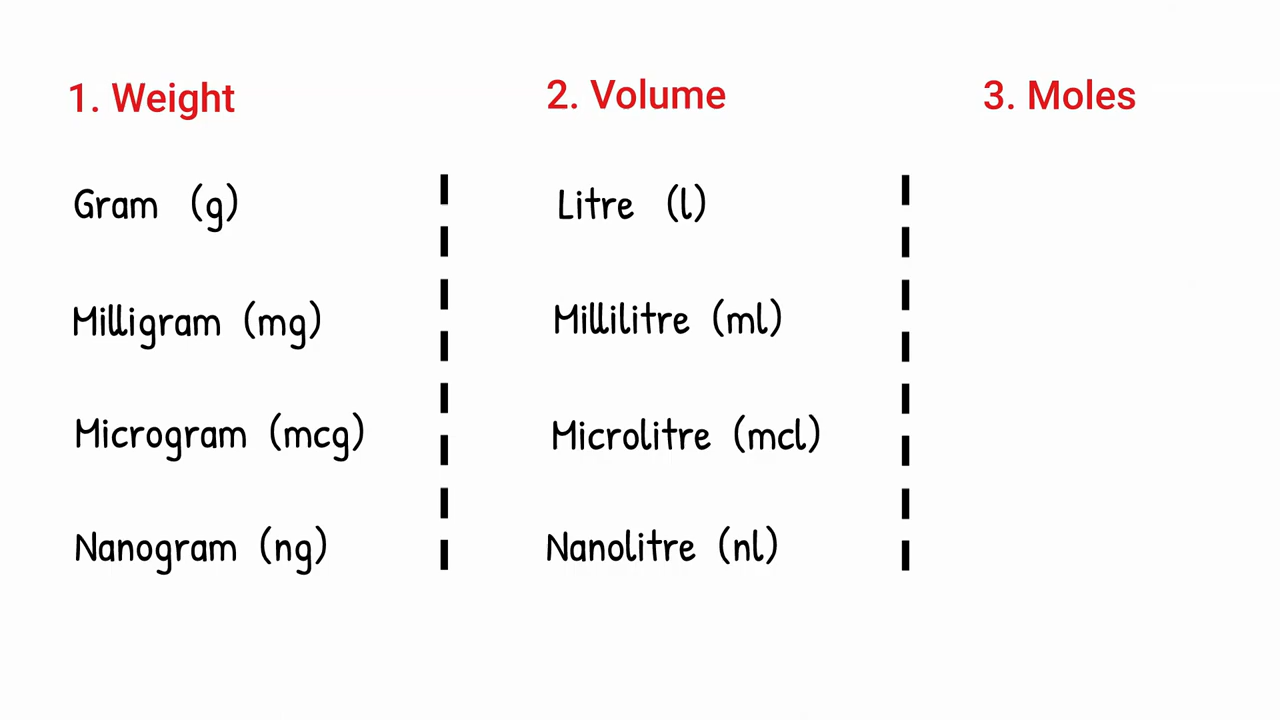 1. Weight
Gram (g)
Milligram (mg)
Microgram (mcg)
Nanogram (ng)
2. Volume
Litre (l)
Millilitre (ml)
Microlitre (mcl)
Nanolitre (nl)
3. Moles